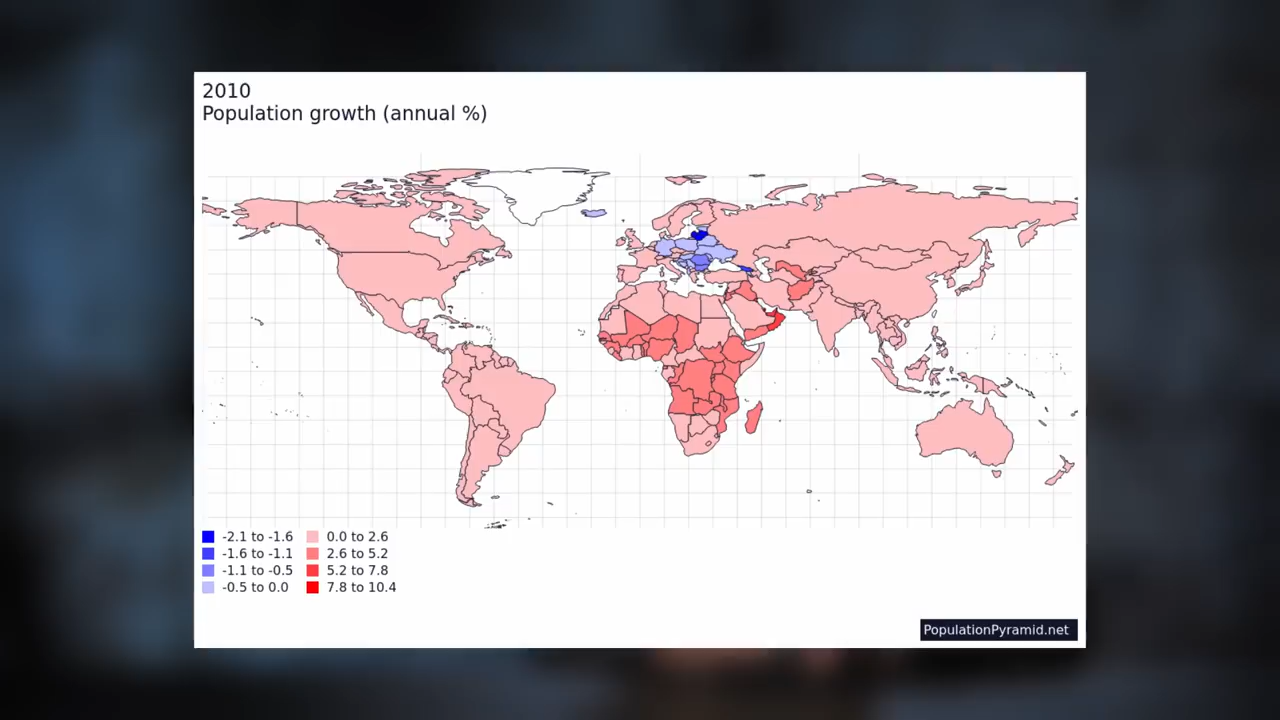 2010
Population growth (annual %)
-2.1 to -1.6
-1.6 to -1.1
-1.1 to -0.5
-0.5 to 0.0
0.0 to 2.6
2.6 to 5.2
5.2 to 7.8
7.8 to 10.4
PopulationPyramid.net